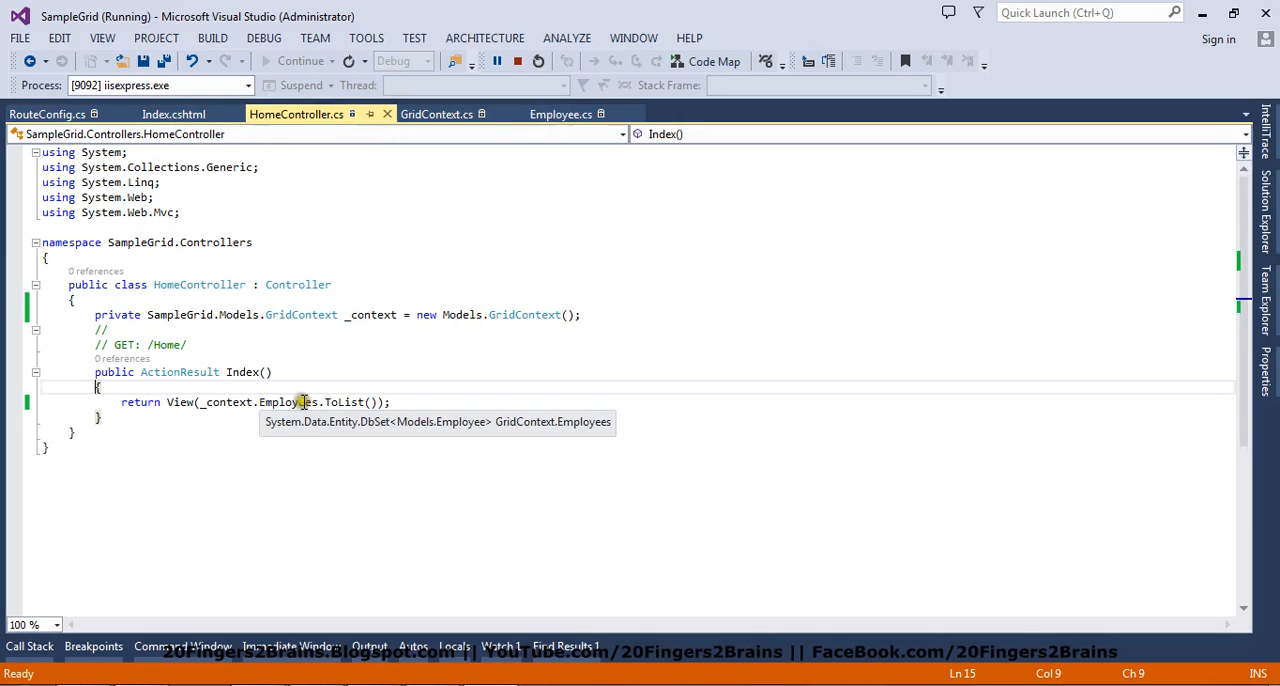 SampleGrid (Running) - Microsoft Visual Studio (Administrator)
Quick Launch (Ctrl+Q)
FILE EDIT VIEW PROJECT BUILD DEBUG TEAM TOOLS TEST ARCHITECTURE ANALYZE WINDOW HELP
Sign in
Continue Debug Code Map
Process: [9092] iisexpress.exe Suspend Thread: Stack Frame:
RouteConfig.cs Index.cshtml HomeController.cs GridContext.cs Employee.cs
SampleGrid.Controllers.HomeController Index()
using System;
using System.Collections.Generic;
using System.Linq;
using System.Web;
using System.Web.Mvc;
namespace SampleGrid.Controllers
{
0 references
public class HomeController : Controller
{
private SampleGrid.Models.GridContext _context = new Models.GridContext();
//
// GET: /Home/
0 references
public ActionResult Index()
{
return View(_context.Employees.ToList());
System.Data.Entity.DbSet<Models.Employee> GridContext.Employees
}
}
}
IntelliTrace
Solution Explorer
Team Explorer
Properties
100 %
Call Stack Breakpoints Command Window Immediate Window Output Autos Locals Watch 1 Find Results 1
20Fingers2Brains.Blogspot.com || YouTube.com/20Fingers2Brains || FaceBook.com/20Fingers2Brains
Ready Ln 15 Col 9 Ch 9 INS